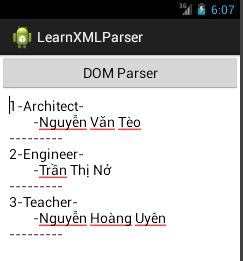 3G 6:07
LearnXMLParser
DOM Parser
1-Architect-
-Nguyễn Văn Tèo
---------
2-Engineer-
-Trần Thị Nở
---------
3-Teacher-
-Nguyễn Hoàng Uyên
---------